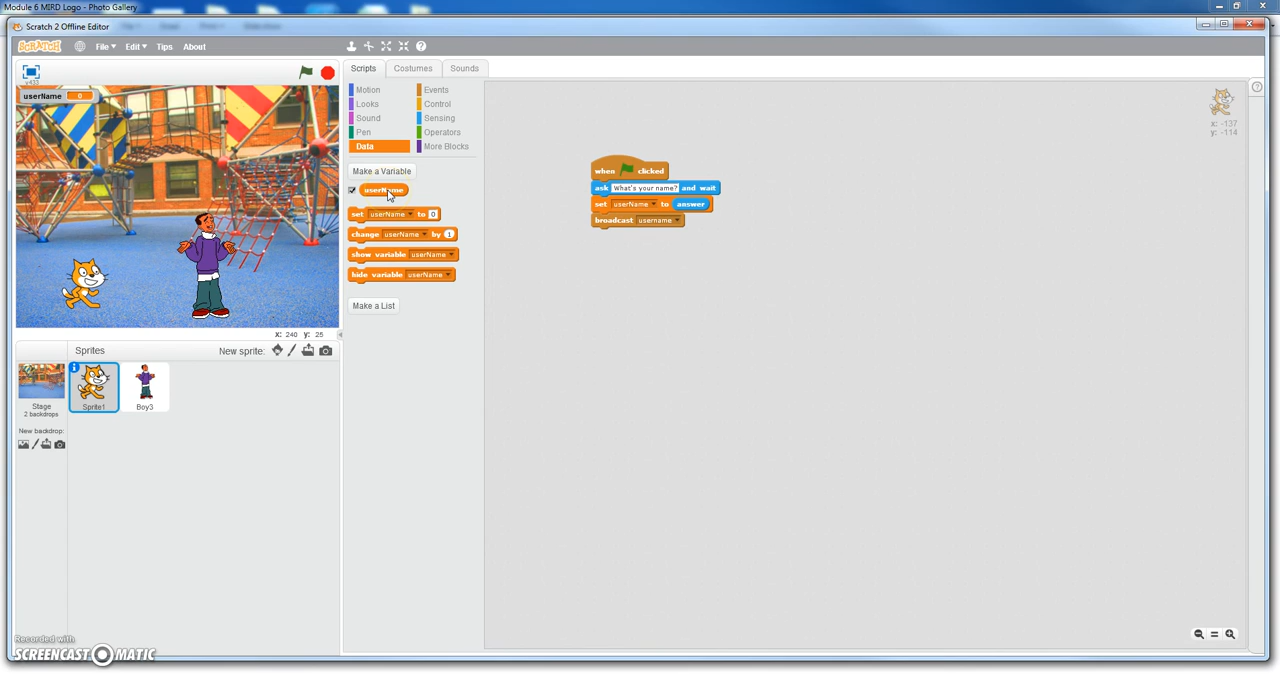 Module 6 MIRD Logo - Photo Gallery
Scratch 2 Offline Editor
SCRATCH File Edit Tips About
v433
userName 0
Scripts Costumes Sounds
Motion Events
Looks Control
Sound Sensing
Pen Operators
Data More Blocks
Make a Variable
userName
set userName to 0
change userName by 1
show variable userName
hide variable userName
Make a List
when clicked
ask What's your name? and wait
set userName to answer
broadcast username
x: -137
y: -114
x: 240 y: 25
Sprites New sprite:
Stage
2 backdrops
Sprite1
Boy3
New backdrop:
Recorded with
SCREENCAST-O-MATIC